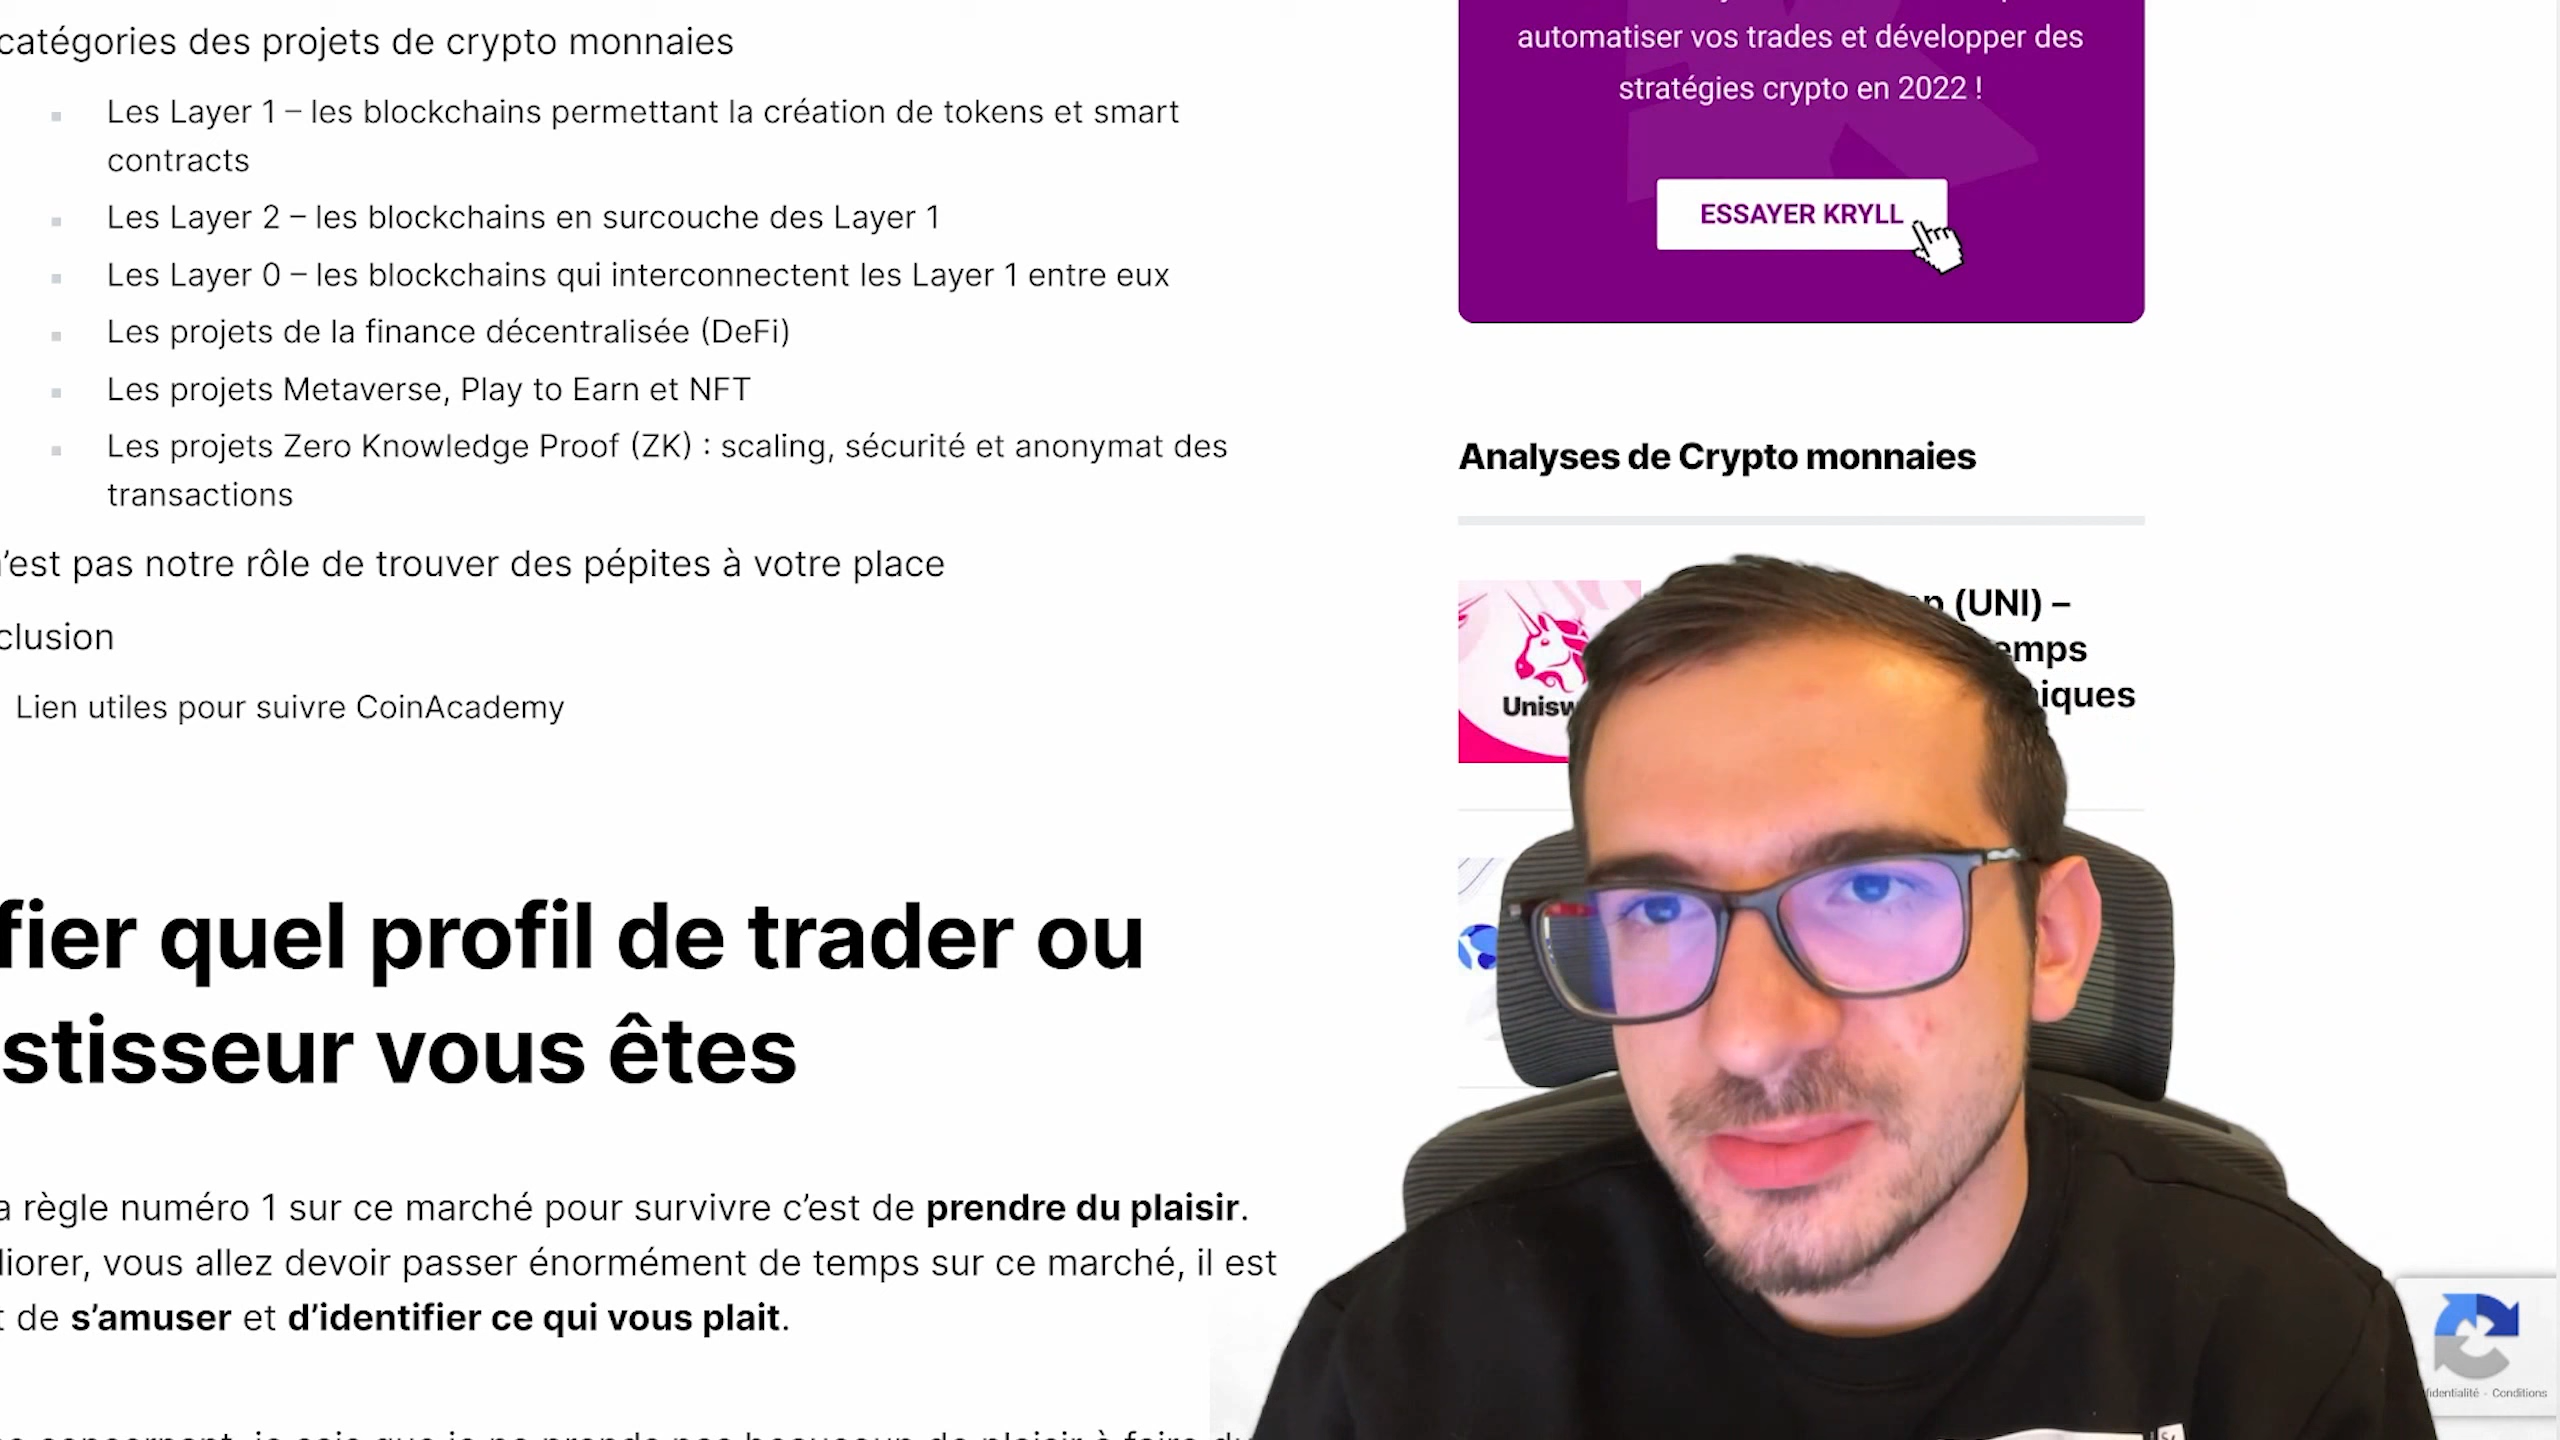 catégories des projets de crypto monnaies
Les Layer 1 – les blockchains permettant la création de tokens et smart
contracts
Les Layer 2 – les blockchains en surcouche des Layer 1
Les Layer 0 – les blockchains qui interconnectent les Layer 1 entre eux
Les projets de la finance décentralisée (DeFi)
Les projets Metaverse, Play to Earn et NFT
Les projets Zero Knowledge Proof (ZK) : scaling, sécurité et anonymat des
transactions
n’est pas notre rôle de trouver des pépites à votre place
clusion
Lien utiles pour suivre CoinAcademy
fier quel profil de trader ou
stisseur vous êtes
a règle numéro 1 sur ce marché pour survivre c’est de prendre du plaisir.
liorer, vous allez devoir passer énormément de temps sur ce marché, il est
t de s’amuser et d’identifier ce qui vous plait.
automatiser vos trades et développer des
stratégies crypto en 2022 !
ESSAYER KRYLL
Analyses de Crypto monnaies
Unisw
p (UNI) –
emps
iques
fidentialité - Conditions